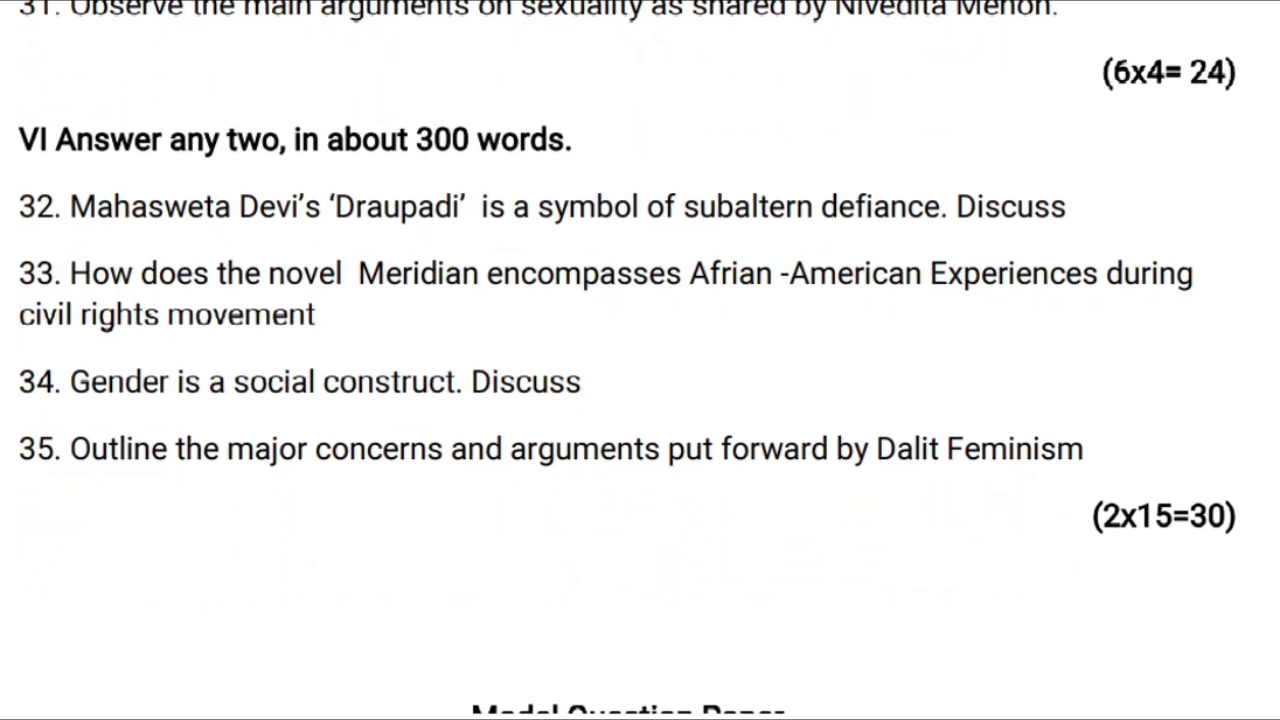 31. Observe the main arguments on sexuality as shared by Nivedita Menon.
(6x4= 24)
VI Answer any two, in about 300 words.
32. Mahasweta Devi's ‘Draupadi’ is a symbol of subaltern defiance. Discuss
33. How does the novel Meridian encompasses Afrian -American Experiences during
civil rights movement
34. Gender is a social construct. Discuss
35. Outline the major concerns and arguments put forward by Dalit Feminism
(2x15=30)
Model Question Paper